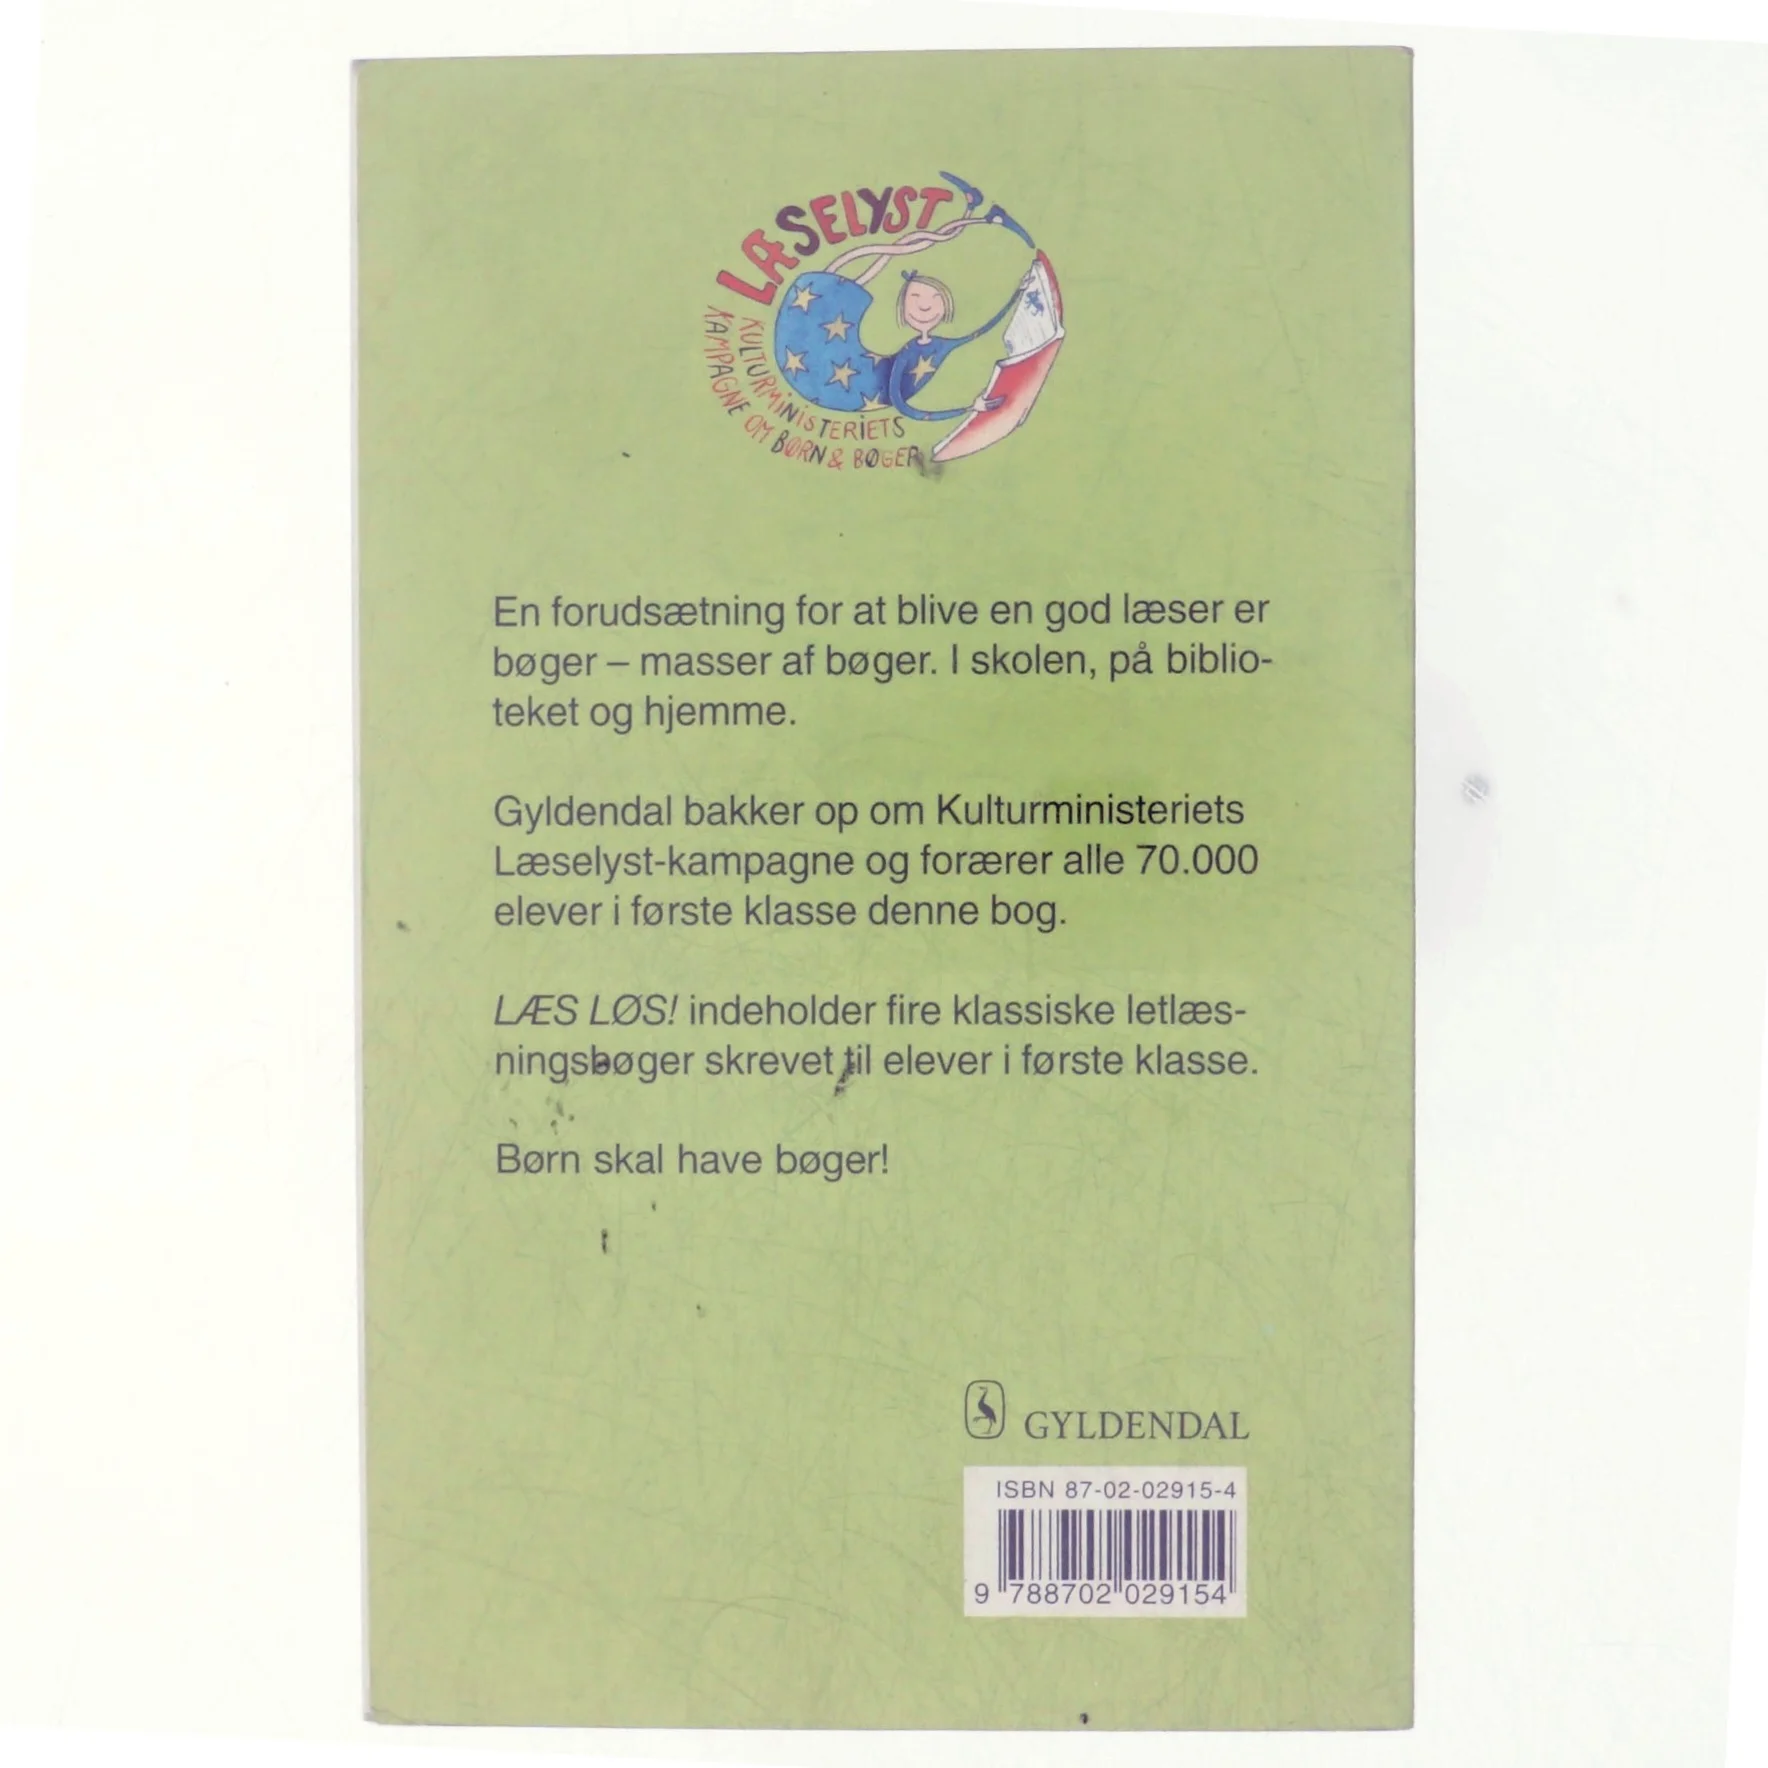 LÆSELYST
KULTURMINISTERIETS
KAMPAGNE OM BØRN & BØGER
En forudsætning for at blive en god læser er
bøger – masser af bøger. I skolen, på biblio-
teket og hjemme.
Gyldendal bakker op om Kulturministeriets
Læselyst-kampagne og forærer alle 70.000
elever i første klasse denne bog.
LÆS LØS! indeholder fire klassiske letlæs-
ningsbøger skrevet til elever i første klasse.
Børn skal have bøger!
GYLDENDAL
ISBN 87-02-02915-4
9 788702 029154